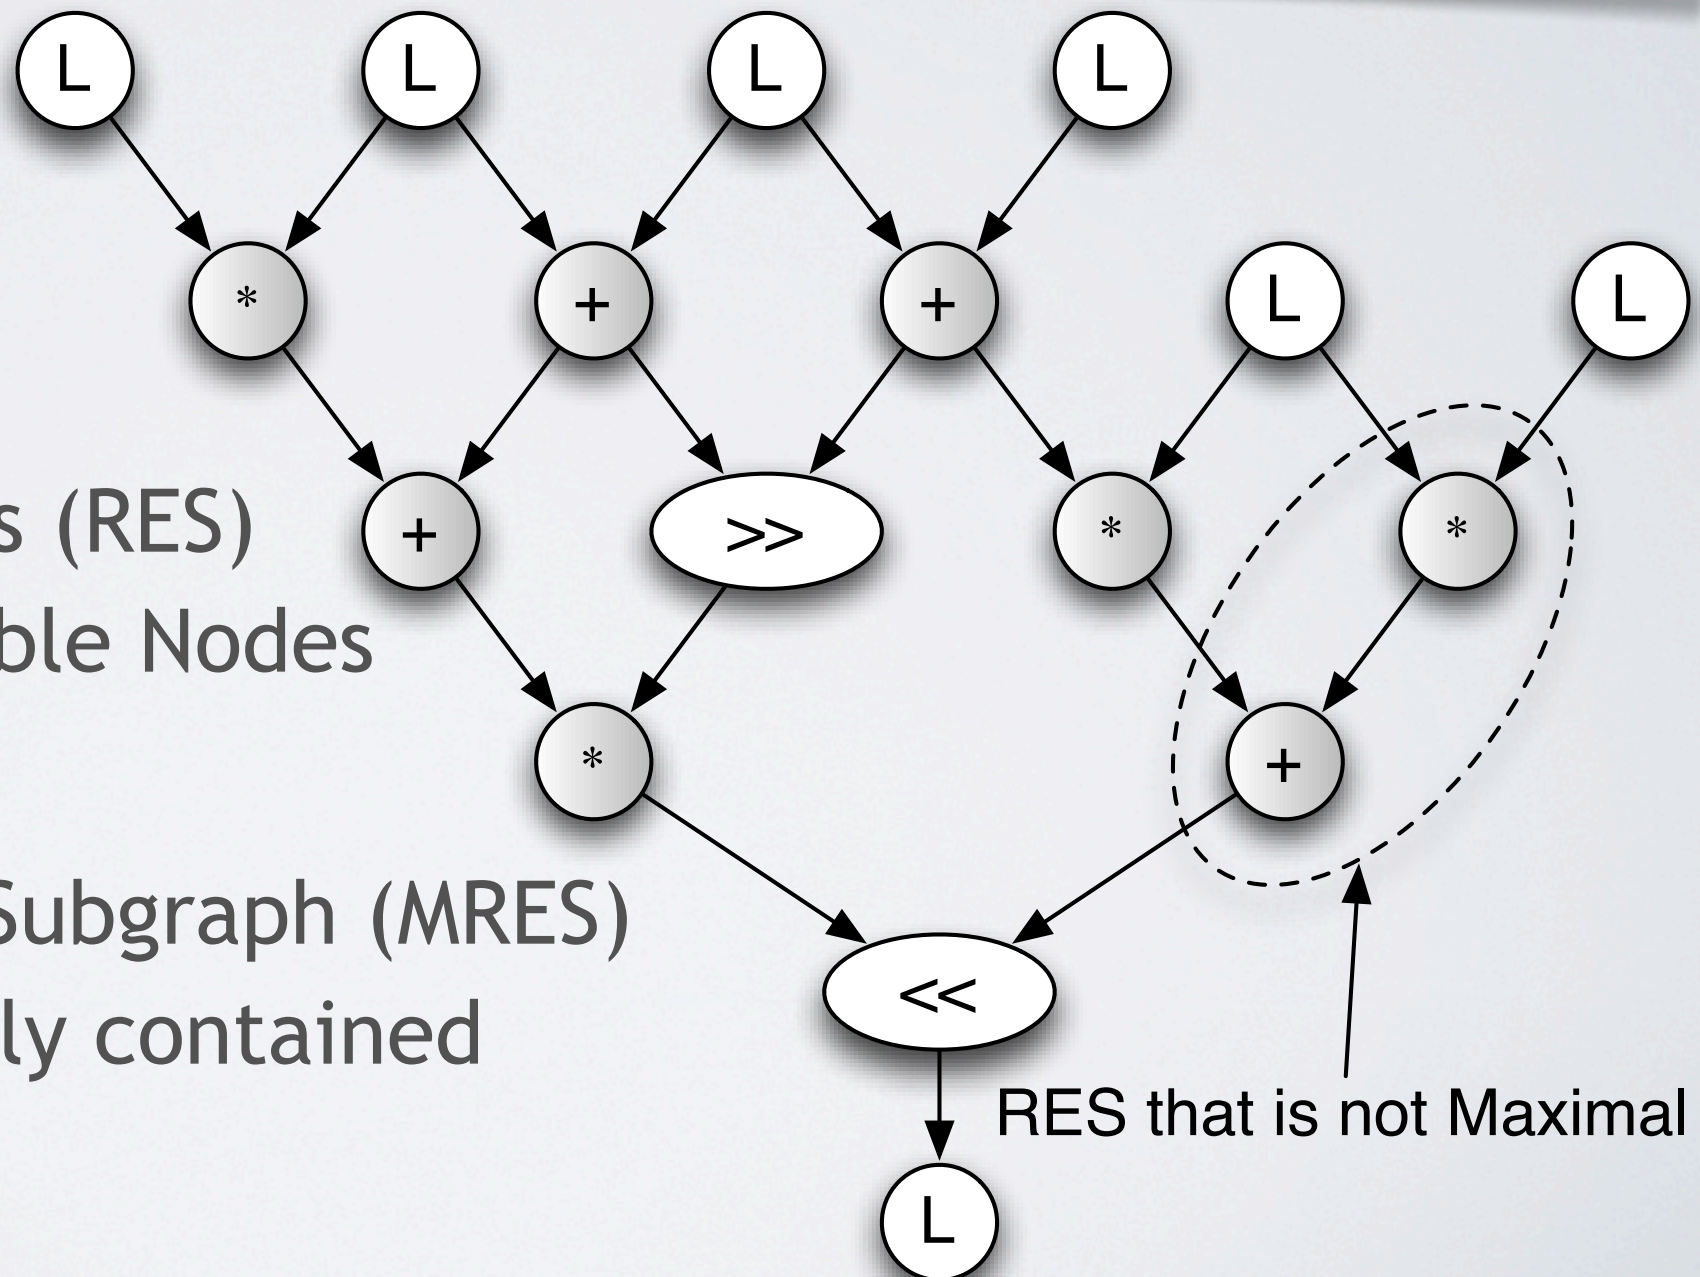 L L L L
* + + L L
s (RES)
+ >> * *
ble Nodes
* +
Subgraph (MRES)
<<
ly contained
RES that is not Maximal
L